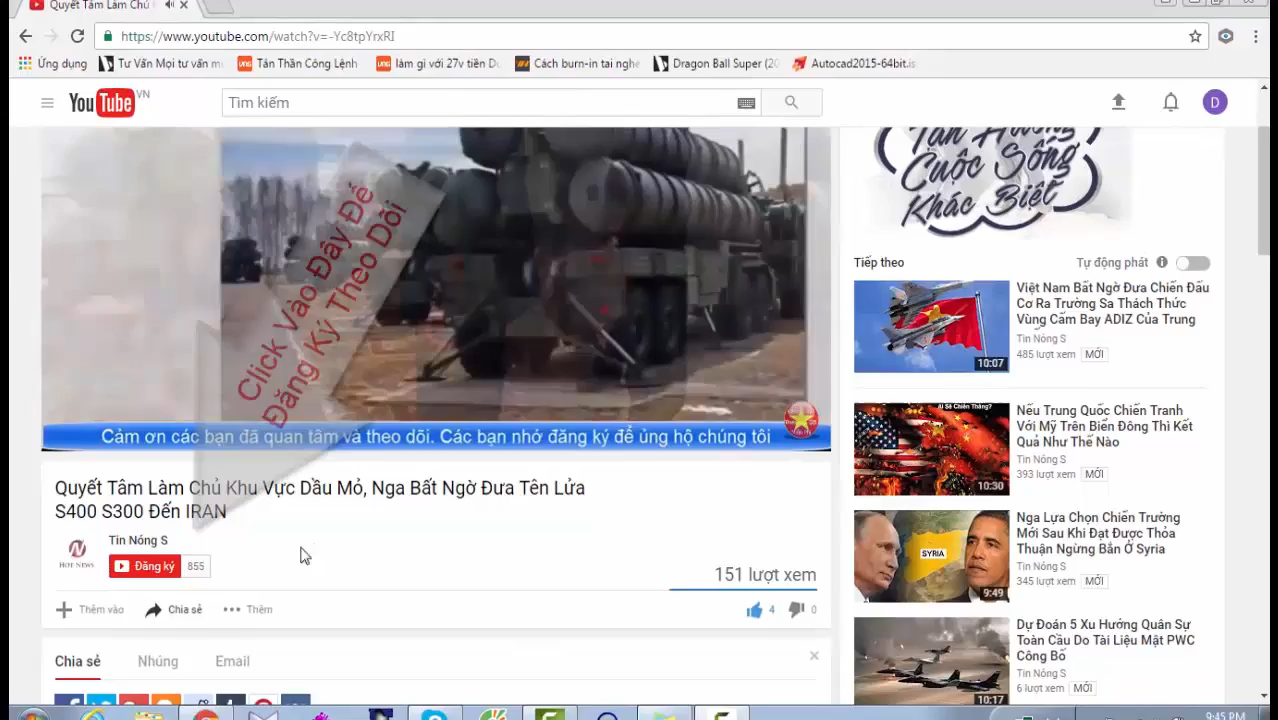 Quyết Tâm Làm Chủ
https://www.youtube.com/watch?v=-Yc8tpYrxRI
Ứng dụng
Tư Vấn Mọi tư vấn m
Tán Thần Công Lệnh
làm gì với 27v tiên Du
Cách burn-in tai nghe
Dragon Ball Super (20
Autocad2015-64bit.is
YouTube VN
Tìm kiếm
D
Tận Hưởng
Cuộc Sống
Khác Biệt
Click Vào Đây Để
Đăng Ký Theo Dõi
Cảm ơn các bạn đã quan tâm và theo dõi. Các bạn nhớ đăng ký để ủng hộ chúng tôi
Quyết Tâm Làm Chủ Khu Vực Dầu Mỏ, Nga Bất Ngờ Đưa Tên Lửa
S400 S300 Đến IRAN
HOT NEWS
Tin Nóng S
Đăng ký 855
151 lượt xem
Thêm vào
Chia sẻ
Thêm
4
0
Chia sẻ
Nhúng
Email
Tiếp theo
Tự động phát
10:07
Việt Nam Bất Ngờ Đưa Chiến Đấu
Cơ Ra Trường Sa Thách Thức
Vùng Cấm Bay ADIZ Của Trung
Tin Nóng S
485 lượt xem MỚI
Ai Sẽ Chiến Thắng?
10:30
Nếu Trung Quốc Chiến Tranh
Với Mỹ Trên Biển Đông Thì Kết
Quả Như Thế Nào
Tin Nóng S
393 lượt xem MỚI
SYRIA
9:49
Nga Lựa Chọn Chiến Trường
Mới Sau Khi Đạt Được Thỏa
Thuận Ngừng Bắn Ở Syria
Tin Nóng S
345 lượt xem MỚI
10:17
Dự Đoán 5 Xu Hướng Quân Sự
Toàn Cầu Do Tài Liệu Mật PWC
Công Bố
Tin Nóng S
6 lượt xem MỚI
9:45 PM